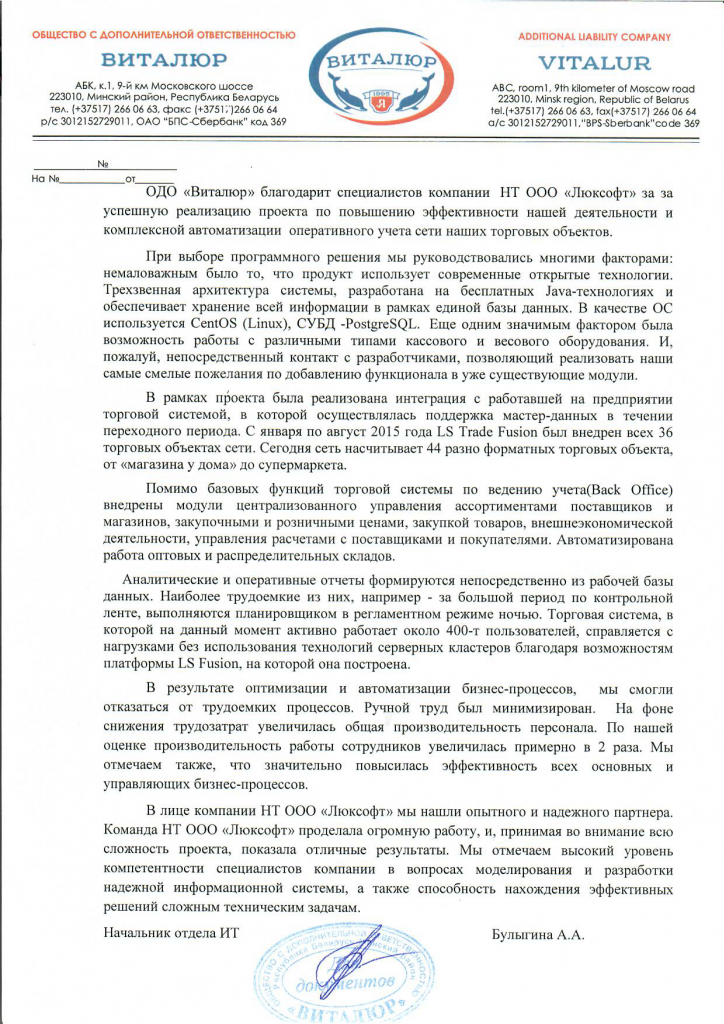 ОБЩЕСТВО С ДОПОЛНИТЕЛЬНОЙ ОТВЕТСТВЕННОСТЬЮ
ВИТАЛЮР
АБК, к.1, 9-й км Московского шоссе
223010, Минский район, Республика Беларусь
тел. (+37517) 266 06 63, факс (+37517)266 06 64
р/с 3012152729011, ОАО "БПС-Сбербанк" код 369
ВИТАЛЮР
1995
Я
ADDITIONAL LIABILITY COMPANY
VITALUR
ABC, room1, 9th kilometer of Moscow road
223010, Minsk region, Republic of Belarus
tel.(+37517) 266 06 63, fax(+37517) 266 06 64
a/c 3012152729011,"BPS-Sberbank"code 369
____________№____________
На №____________от_______
ОДО «Виталюр» благодарит специалистов компании НТ ООО «Люксофт» за за
успешную реализацию проекта по повышению эффективности нашей деятельности и
комплексной автоматизации оперативного учета сети наших торговых объектов.
При выборе программного решения мы руководствовались многими факторами:
немаловажным было то, что продукт использует современные открытые технологии.
Трехзвенная архитектура системы, разработана на бесплатных Java-технологиях и
обеспечивает хранение всей информации в рамках единой базы данных. В качестве ОС
используется CentOS (Linux), СУБД -PostgreSQL. Еще одним значимым фактором была
возможность работы с различными типами кассового и весового оборудования. И,
пожалуй, непосредственный контакт с разработчиками, позволяющий реализовать наши
самые смелые пожелания по добавлению функционала в уже существующие модули.
В рамках проекта была реализована интеграция с работавшей на предприятии
торговой системой, в которой осуществлялась поддержка мастер-данных в течении
переходного периода. С января по август 2015 года LS Trade Fusion был внедрен всех 36
торговых объектах сети. Сегодня сеть насчитывает 44 разно форматных торговых объекта,
от «магазина у дома» до супермаркета.
Помимо базовых функций торговой системы по ведению учета(Back Office)
внедрены модули централизованного управления ассортиментами поставщиков и
магазинов, закупочными и розничными ценами, закупкой товаров, внешнеэкономической
деятельности, управления расчетами с поставщиками и покупателями. Автоматизирована
работа оптовых и распределительных складов.
Аналитические и оперативные отчеты формируются непосредственно из рабочей базы
данных. Наиболее трудоемкие из них, например - за большой период по контрольной
ленте, выполняются планировщиком в регламентном режиме ночью. Торговая система, в
которой на данный момент активно работает около 400-т пользователей, справляется с
нагрузками без использования технологий серверных кластеров благодаря возможностям
платформы LS Fusion, на которой она построена.
В результате оптимизации и автоматизации бизнес-процессов, мы смогли
отказаться от трудоемких процессов. Ручной труд был минимизирован. На фоне
снижения трудозатрат увеличилась общая производительность персонала. По нашей
оценке производительность работы сотрудников увеличилась примерно в 2 раза. Мы
отмечаем также, что значительно повысилась эффективность всех основных и
управляющих бизнес-процессов.
В лице компании НТ ООО «Люксофт» мы нашли опытного и надежного партнера.
Команда НТ ООО «Люксофт» проделала огромную работу, и, принимая во внимание всю
сложность проекта, показала отличные результаты. Мы отмечаем высокий уровень
компетентности специалистов компании в вопросах моделирования и разработки
надежной информационной системы, а также способность нахождения эффективных
решений сложным техническим задачам.
Начальник отдела ИТ
Булыгина А.А.
ОБЩЕСТВО С ДОПОЛНИТЕЛЬНОЙ ОТВЕТСТВЕННОСТЬЮ
Республика Беларусь Минский район
Для
документов
«ВИТАЛЮР»